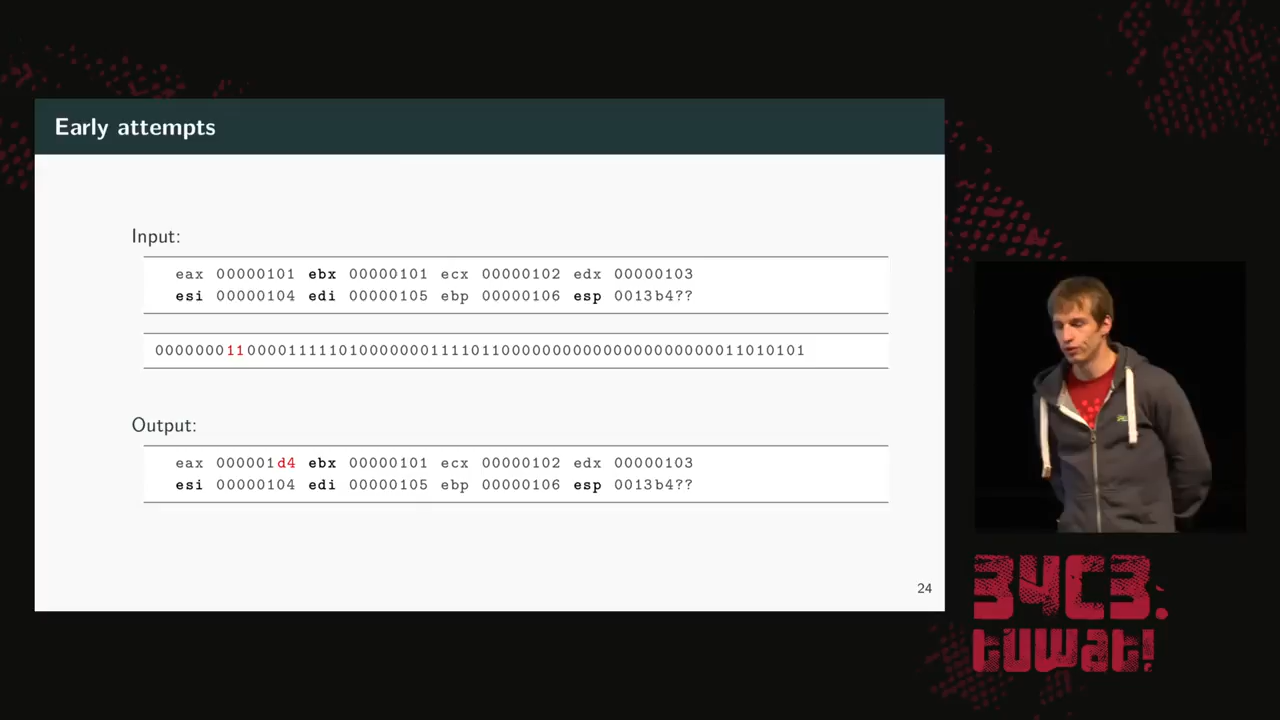 Early attempts
Input:
eax 00000101 ebx 00000101 ecx 00000102 edx 00000103
esi 00000104 edi 00000105 ebp 00000106 esp 0013b4??
0000000110000111110100000001111011000000000000000000000011010101
Output:
eax 000001d4 ebx 00000101 ecx 00000102 edx 00000103
esi 00000104 edi 00000105 ebp 00000106 esp 0013b4??
24
34C3.
tuwat!